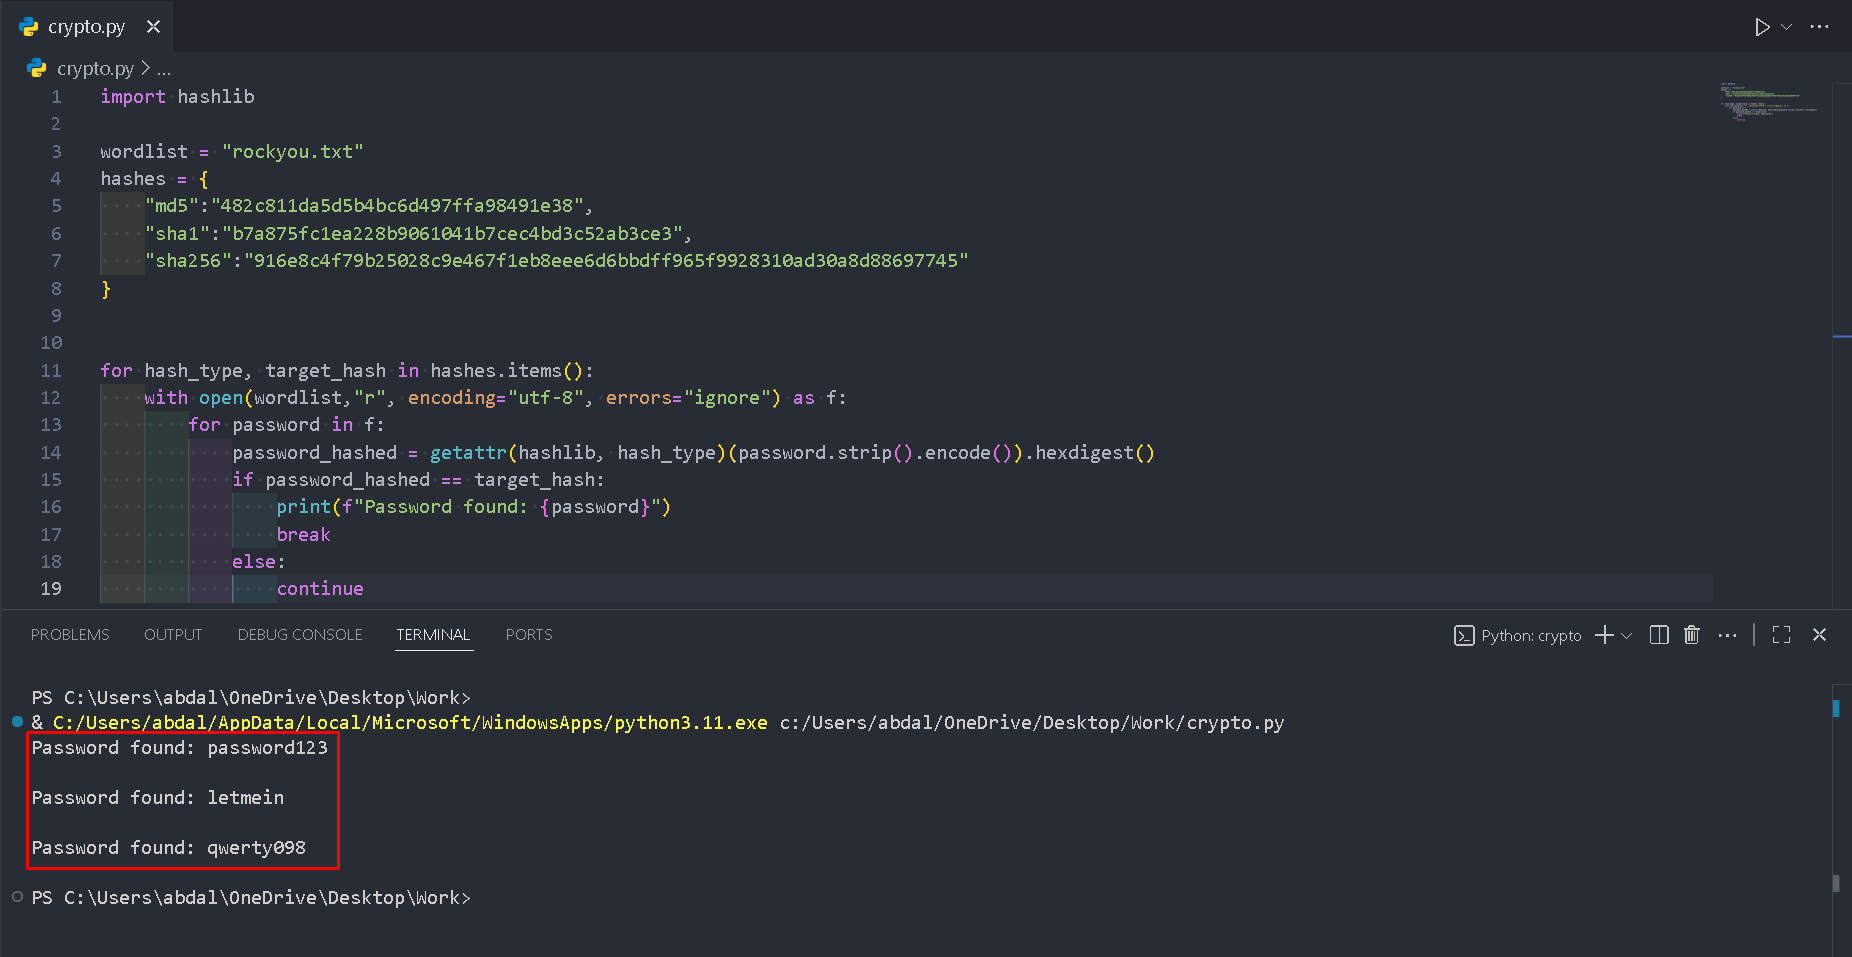 crypto.py
crypto.py > ...
1 import hashlib
2
3 wordlist = "rockyou.txt"
4 hashes = {
5     "md5":"482c811da5d5b4bc6d497ffa98491e38",
6     "sha1":"b7a875fc1ea228b9061041b7cec4bd3c52ab3ce3",
7     "sha256":"916e8c4f79b25028c9e467f1eb8eee6d6bbdff965f9928310ad30a8d88697745"
8 }
9
10
11 for hash_type, target_hash in hashes.items():
12     with open(wordlist,"r", encoding="utf-8", errors="ignore") as f:
13         for password in f:
14             password_hashed = getattr(hashlib, hash_type)(password.strip().encode()).hexdigest()
15             if password_hashed == target_hash:
16                 print(f"Password found: {password}")
17                 break
18             else:
19                 continue
PROBLEMS OUTPUT DEBUG CONSOLE TERMINAL PORTS Python: crypto
PS C:\Users\abdal\OneDrive\Desktop\Work>
& C:/Users/abdal/AppData/Local/Microsoft/WindowsApps/python3.11.exe c:/Users/abdal/OneDrive/Desktop/Work/crypto.py
Password found: password123
Password found: letmein
Password found: qwerty098
PS C:\Users\abdal\OneDrive\Desktop\Work>